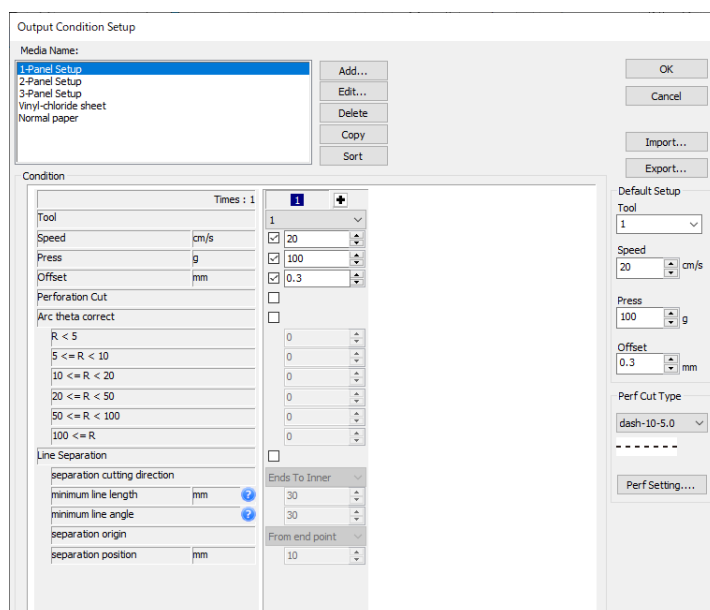 Output Condition Setup
Media Name:
1-Panel Setup
2-Panel Setup
3-Panel Setup
Vinyl-chloride sheet
Normal paper
Add...
Edit...
Delete
Copy
Sort
OK
Cancel
Import...
Export...
Condition
Times : 1 1 +
Tool 1
Speed cm/s 20
Press g 100
Offset mm 0.3
Perforation Cut
Arc theta correct
R < 5 0
5 <= R < 10 0
10 <= R < 20 0
20 <= R < 50 0
50 <= R < 100 0
100 <= R 0
Line Separation
separation cutting direction Ends To Inner
minimum line length mm ? 30
minimum line angle ? 30
separation origin From end point
separation position mm 10
Default Setup
Tool
1
Speed
20 cm/s
Press
100 g
Offset
0.3 mm
Perf Cut Type
dash-10-5.0
Perf Setting....